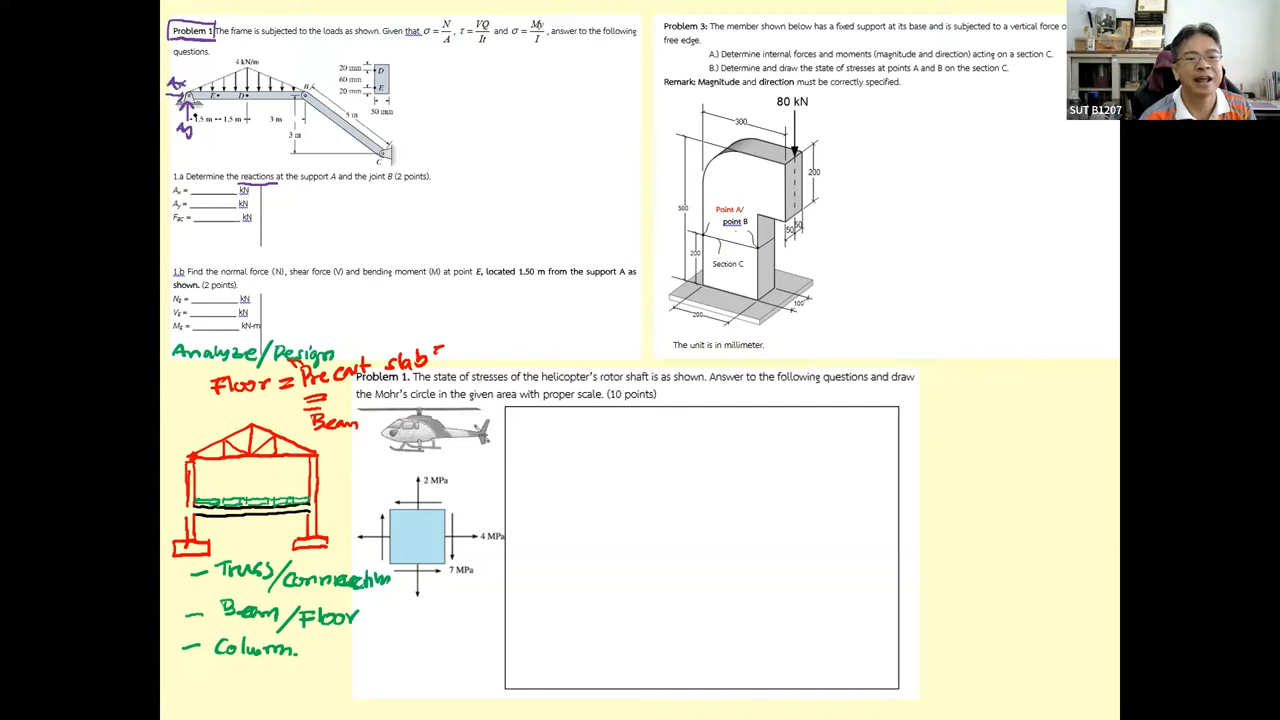 Problem 1 The frame is subjected to the loads as shown. Given that, σ = N/A , τ = VQ/It and σ = My/I , answer to the following
questions.
4 kN/m
20 mm
60 mm
20 mm
D
E
50 mm
A
E
D
B
1.5 m
1.5 m
3 m
5 m
3 m
C
1.a Determine the reactions at the support A and the joint B (2 points).
Ax = ________ kN
Ay = ________ kN
FBC = ________ kN
1.b Find the normal force (N), shear force (V) and bending moment (M) at point E, located 1.50 m from the support A as
shown. (2 points).
NE = ________ kN
VE = ________ kN
ME = ________ kN-m
Analyze/Design
Floor = Pre cast slab
Beam
- Truss/connection
- Beam/Floor
- Column.
Problem 3: The member shown below has a fixed support at its base and is subjected to a vertical force o
free edge.
A.) Determine internal forces and moments (magnitude and direction) acting on a section C.
B.) Determine and draw the state of stresses at points A and B on the section C.
Remark: Magnitude and direction must be correctly specified.
80 kN
300
200
500
Point A/
point B
50
50
200
Section C
200
100
The unit is in millimeter.
Problem 1. The state of stresses of the helicopter's rotor shaft is as shown. Answer to the following questions and draw
the Mohr's circle in the given area with proper scale. (10 points)
2 MPa
4 MPa
7 MPa
SUT B1207